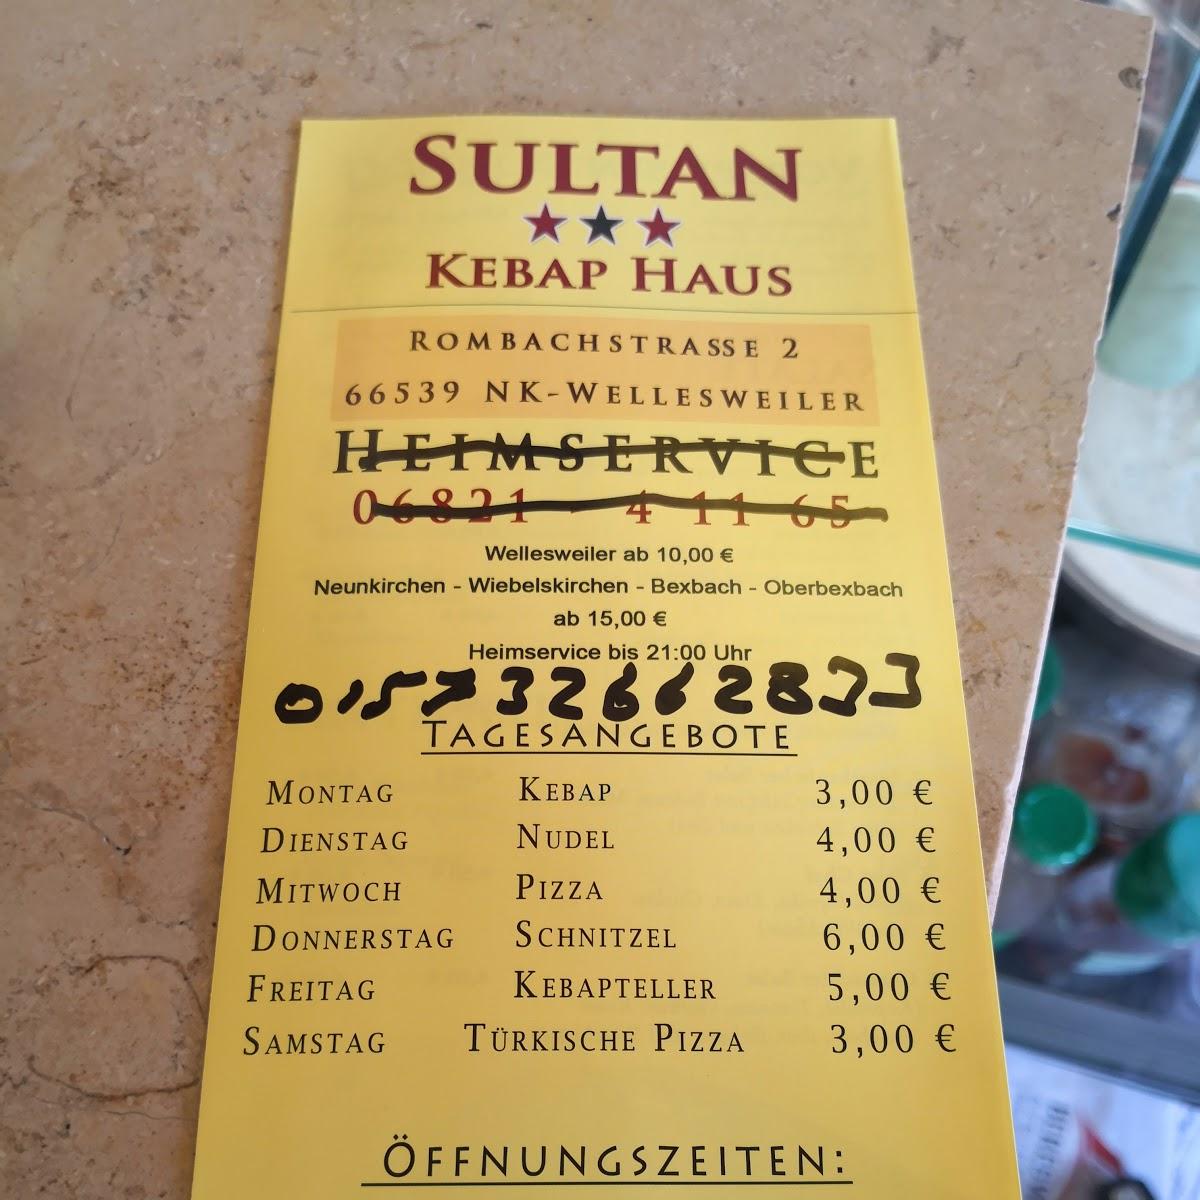 SULTAN
KEBAP HAUS
ROMBACHSTRASSE 2
66539 NK-WELLESWEILER
HEIMSERVICE
06821 - 4 11 65
Wellesweiler ab 10,00 €
Neunkirchen - Wiebelskirchen - Bexbach - Oberbexbach
ab 15,00 €
Heimservice bis 21:00 Uhr
TAGESANGEBOTE
MONTAG KEBAP 3,00 €
DIENSTAG NUDEL 4,00 €
MITTWOCH PIZZA 4,00 €
DONNERSTAG SCHNITZEL 6,00 €
FREITAG KEBAPTELLER 5,00 €
SAMSTAG TÜRKISCHE PIZZA 3,00 €
ÖFFNUNGSZEITEN: